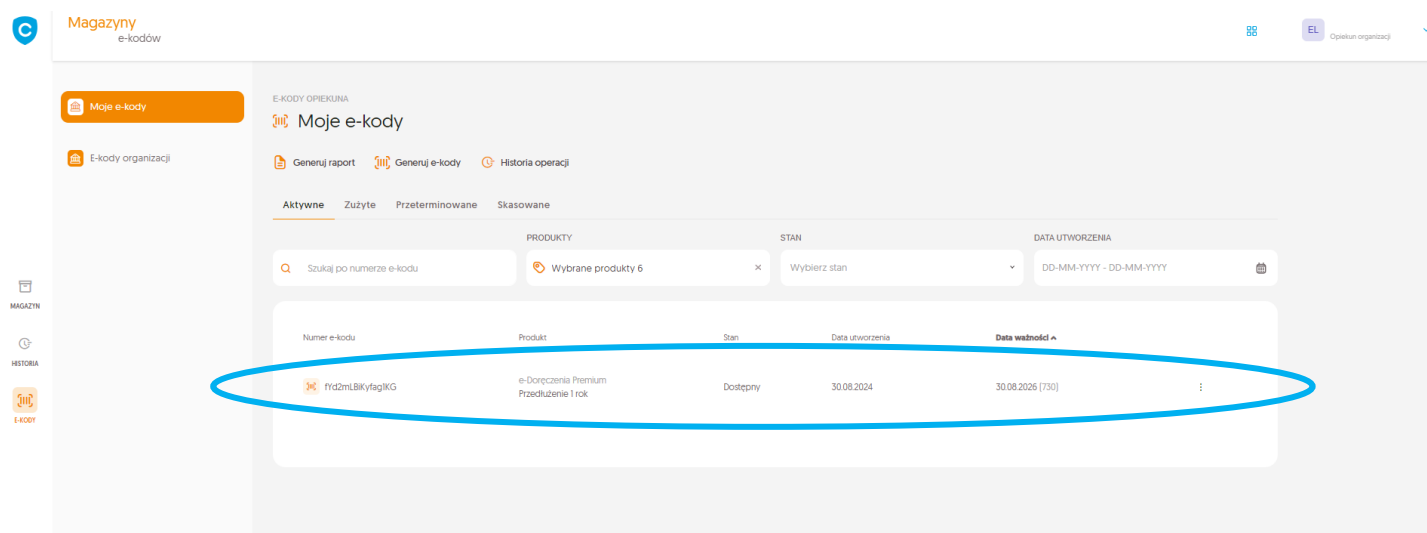 C
Magazyny
e-kodów
EL
Opiekun organizacji
Moje e-kody
E-kody organizacji
MAGAZYN
HISTORIA
E-KODY
E-KODY OPIEKUNA
Moje e-kody
Generuj raport Generuj e-kody Historia operacji
Aktywne Zużyte Przeterminowane Skasowane
PRODUKTY STAN DATA UTWORZENIA
Szukaj po numerze e-kodu Wybrane produkty 6 Wybierz stan DD-MM-YYYY - DD-MM-YYYY
Numer e-kodu Produkt Stan Data utworzenia Data ważności
fYd2mLBiKyfag1KG e-Doręczenia Premium Dostępny 30.08.2024 30.08.2026 [730]
Przedłużenie 1 rok